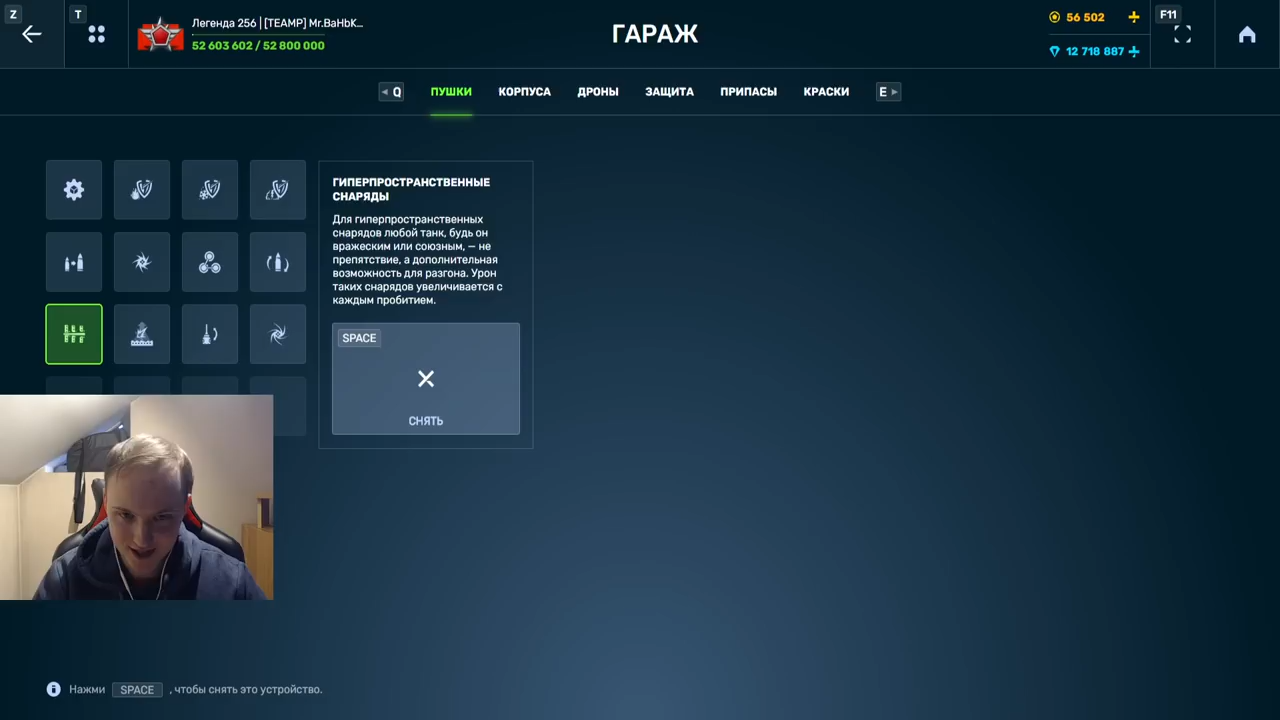 Z
T
Легенда 256 | [TEAMP] Mr.BaHbK...
52 603 602 / 52 800 000
ГАРАЖ
56 502
12 718 887
F11
Q
ПУШКИ
КОРПУСА
ДРОНЫ
ЗАЩИТА
ПРИПАСЫ
КРАСКИ
E
ГИПЕРПРОСТРАНСТВЕННЫЕ
СНАРЯДЫ
Для гиперпространственных
снарядов любой танк, будь он
вражеским или союзным, — не
препятствие, а дополнительная
возможность для разгона. Урон
таких снарядов увеличивается с
каждым пробитием.
SPACE
СНЯТЬ
Нажми SPACE , чтобы снять это устройство.